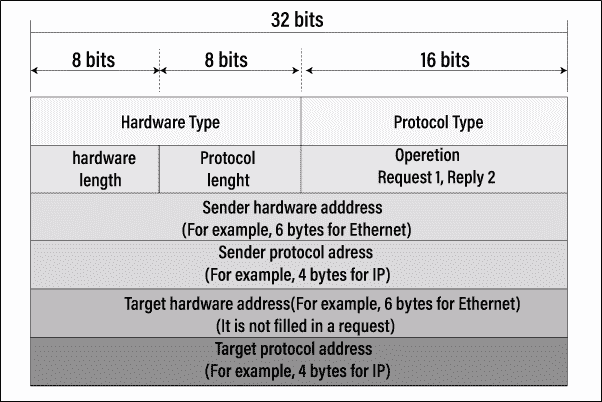 32 bits
8 bits 8 bits 16 bits
Hardware Type Protocol Type
hardware length Protocol lenght Operetion
Request 1, Reply 2
Sender hardware adddress
(For example, 6 bytes for Ethernet)
Sender protocol adress
(For example, 4 bytes for IP)
Target hardware address(For example, 6 bytes for Ethernet)
(It is not filled in a request)
Target protocol address
(For example, 4 bytes for IP)